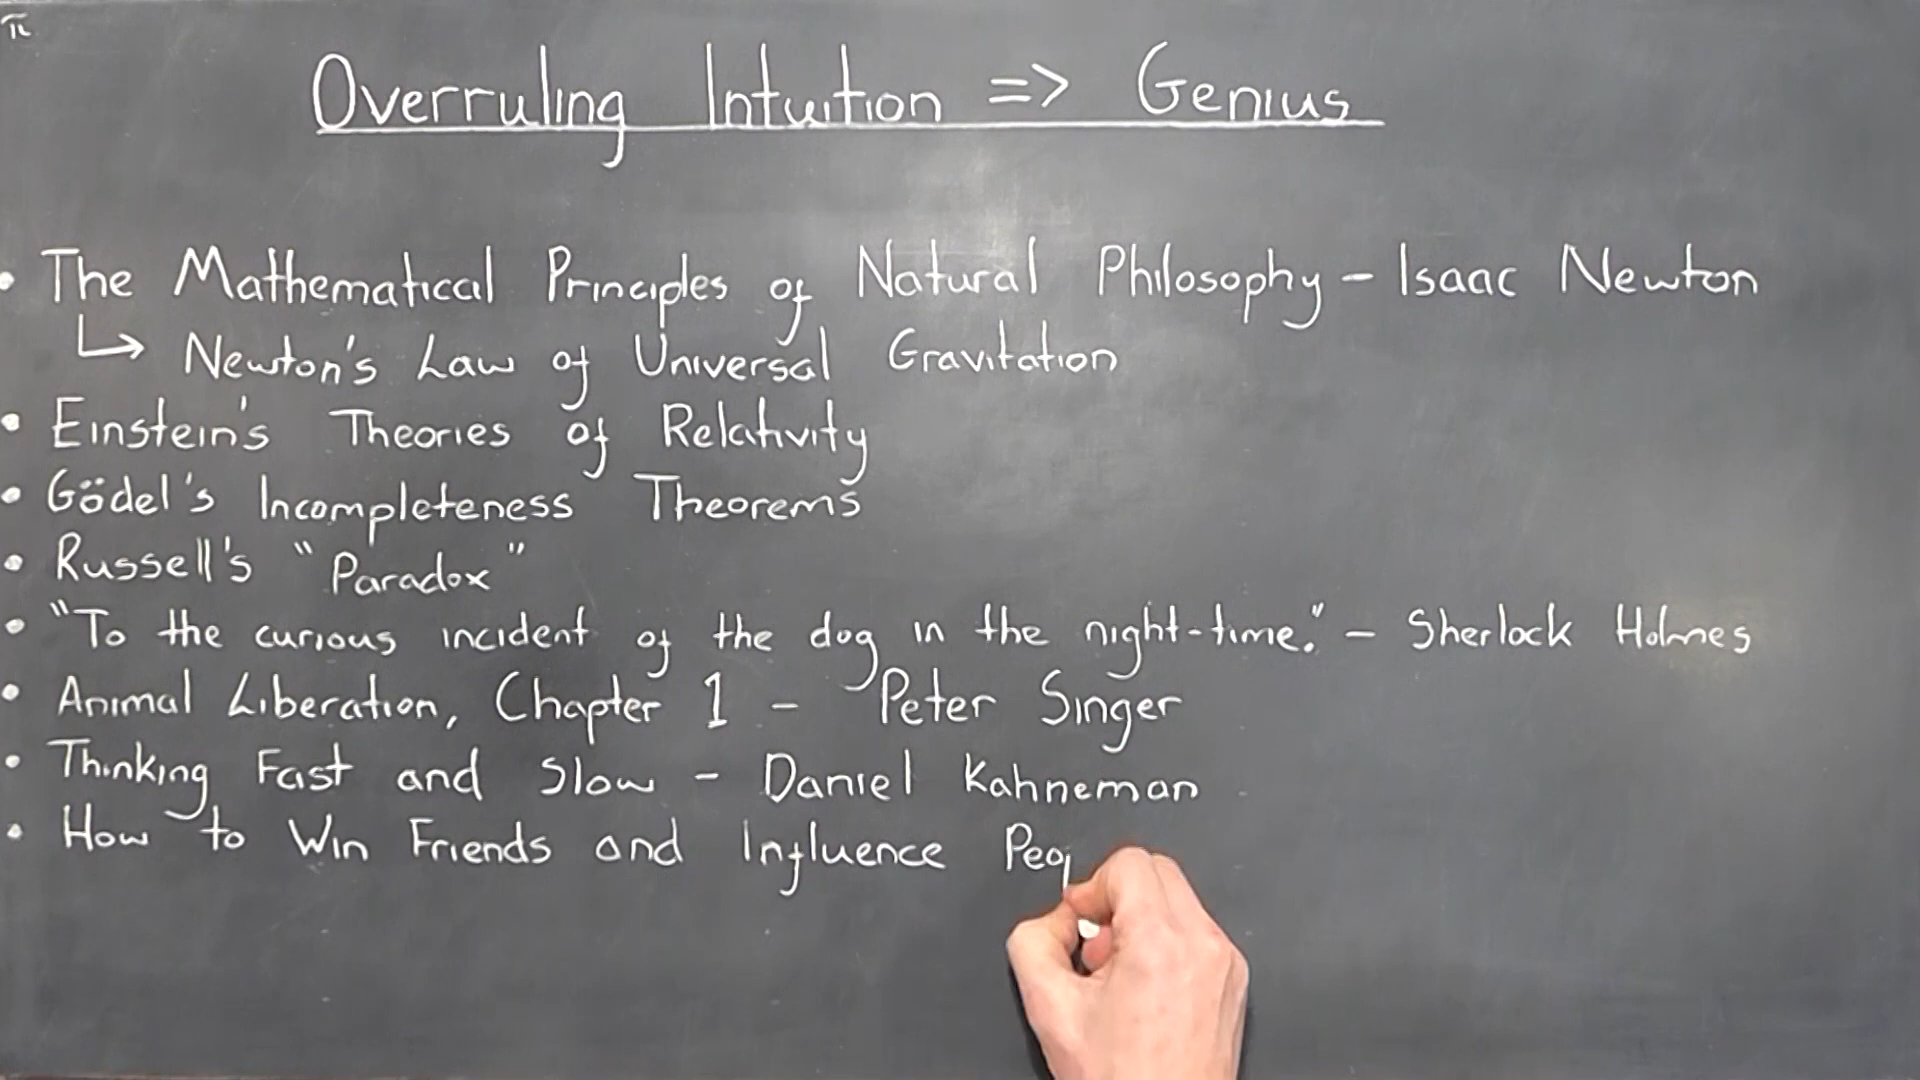 π
Overruling Intuition => Genius
• The Mathematical Principles of Natural Philosophy - Isaac Newton
↳ Newton's Law of Universal Gravitation
• Einstein's Theories of Relativity
• Gödel's Incompleteness Theorems
• Russell's "Paradox"
• "To the curious incident of the dog in the night-time." - Sherlock Holmes
• Animal Liberation, Chapter 1 - Peter Singer
• Thinking Fast and Slow - Daniel Kahneman
• How to Win Friends and Influence Peop